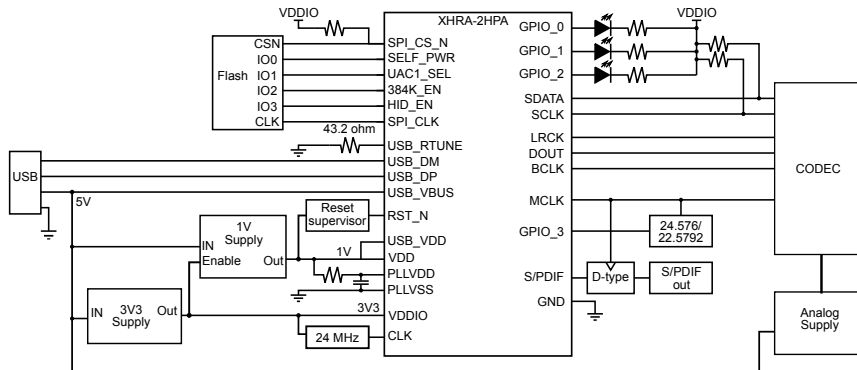 VDDIO
XHRA-2HPA
GPIO_0
VDDIO
CSN
SPI_CS_N
IO0
SELF_PWR
GPIO_1
Flash
IO1
UAC1_SEL
GPIO_2
IO2
384K_EN
IO3
HID_EN
SDATA
CLK
SPI_CLK
SCLK
43.2 ohm
USB_RTUNE
LRCK
USB_DM
DOUT
USB
USB_DP
BCLK
CODEC
USB_VBUS
5V
MCLK
Reset
supervisor
RST_N
1V
Supply
IN
Enable
Out
GPIO_3
24.576/
22.5792
USB_VDD
1V
VDD
PLLVDD
S/PDIF
D-type
S/PDIF
out
PLLVSS
GND
3V3
Supply
IN
Out
3V3
VDDIO
Analog
Supply
24 MHz
CLK